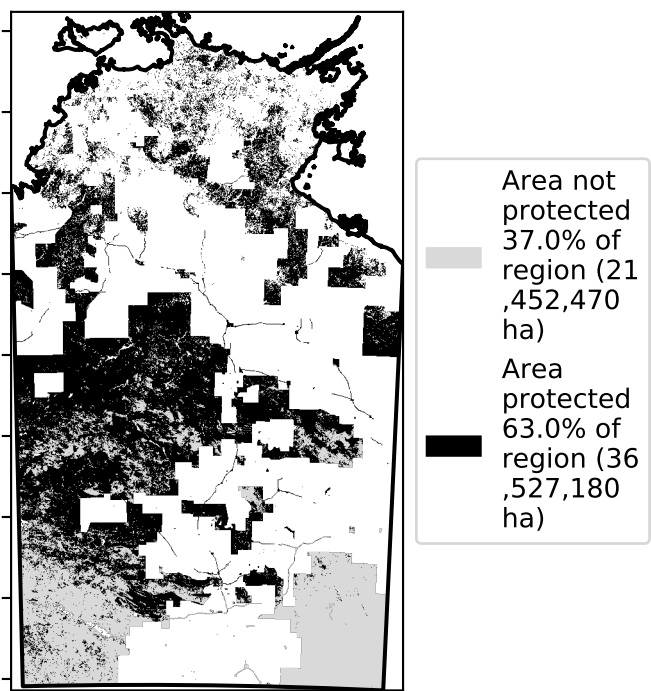 Area not
protected
37.0% of
region (21
,452,470
ha)
Area
protected
63.0% of
region (36
,527,180
ha)